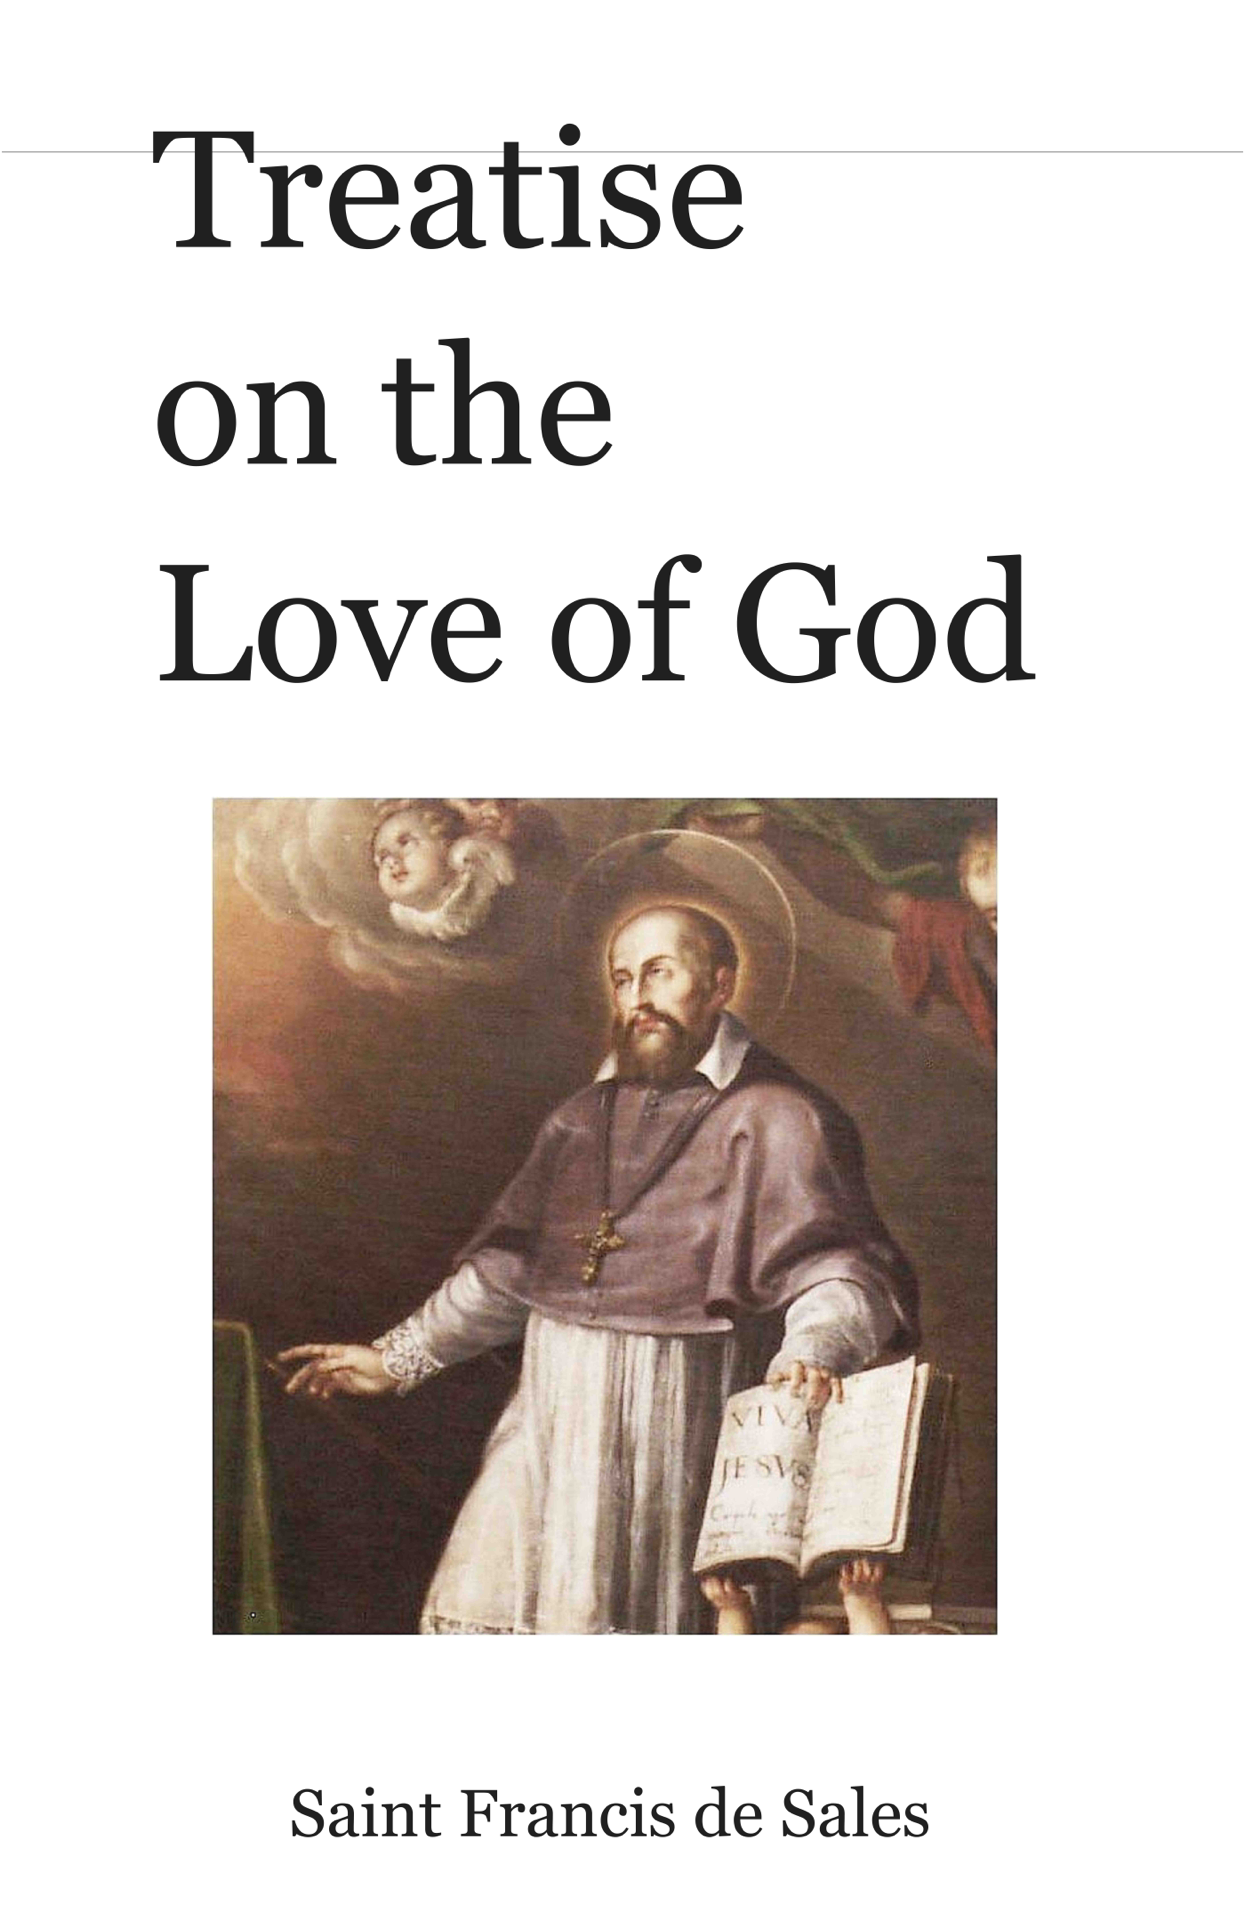 Treatise
on the
Love of God
VIVA
JESVS
Saint Francis de Sales